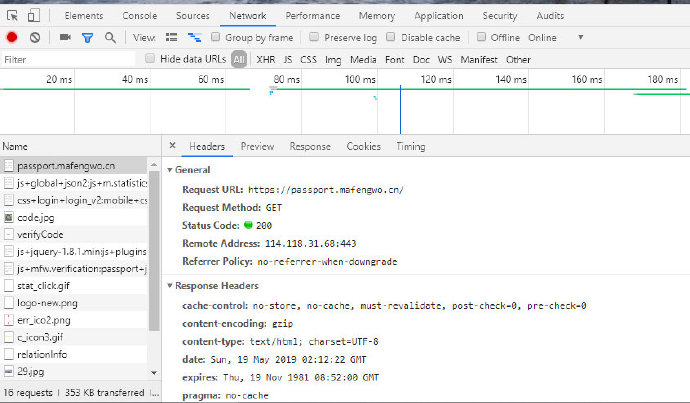 Elements Console Sources Network Performance Memory Application Security Audits
View: Group by frame Preserve log Disable cache Offline Online
Filter Hide data URLs All XHR JS CSS Img Media Font Doc WS Manifest Other
20 ms 40 ms 60 ms 80 ms 100 ms 120 ms 140 ms 160 ms 180 ms
Name
passport.mafengwo.cn
js+global+json2:js+m.statistics
css+login+login_v2:mobile+cs
code.jpg
verifyCode
js+jquery-1.8.1.min:js+plugins
js+mfw.verification:passport+j
stat_click.gif
logo-new.png
err_ico2.png
c_icon3.gif
relationInfo
29.jpg
16 requests | 353 KB transferred | ...
× Headers Preview Response Cookies Timing
General
Request URL: https://passport.mafengwo.cn/
Request Method: GET
Status Code: 200
Remote Address: 114.118.31.68:443
Referrer Policy: no-referrer-when-downgrade
Response Headers
cache-control: no-store, no-cache, must-revalidate, post-check=0, pre-check=0
content-encoding: gzip
content-type: text/html; charset=UTF-8
date: Sun, 19 May 2019 02:12:22 GMT
expires: Thu, 19 Nov 1981 08:52:00 GMT
pragma: no-cache